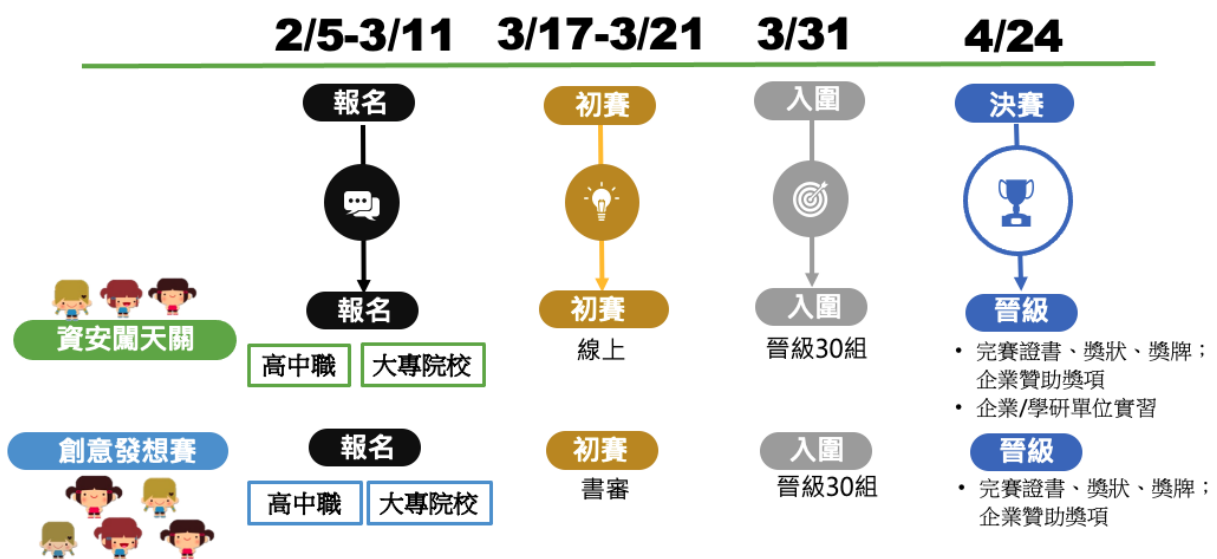 2/5-3/11 3/17-3/21 3/31 4/24
報名 初賽 入圍 決賽
資安闖天關
報名 初賽 入圍 晉級
高中職 大專院校
線上
晉級30組
• 完賽證書、獎狀、獎牌；
企業贊助獎項
• 企業/學研單位實習
創意發想賽
報名 初賽 入圍 晉級
高中職 大專院校
書審
晉級30組
• 完賽證書、獎狀、獎牌；
企業贊助獎項